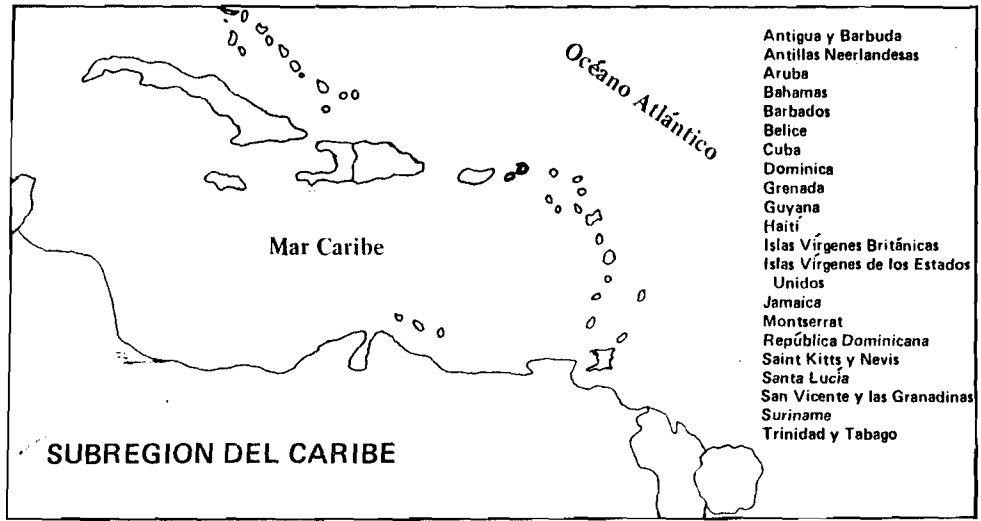 Océano Atlántico
Mar Caribe
SUBREGION DEL CARIBE
Antigua y Barbuda
Antillas Neerlandesas
Aruba
Bahamas
Barbados
Belice
Cuba
Dominica
Grenada
Guyana
Haití
Islas Vírgenes Británicas
Islas Vírgenes de los Estados
Unidos
Jamaica
Montserrat
República Dominicana
Saint Kitts y Nevis
Santa Lucía
San Vicente y las Granadinas
Suriname
Trinidad y Tabago